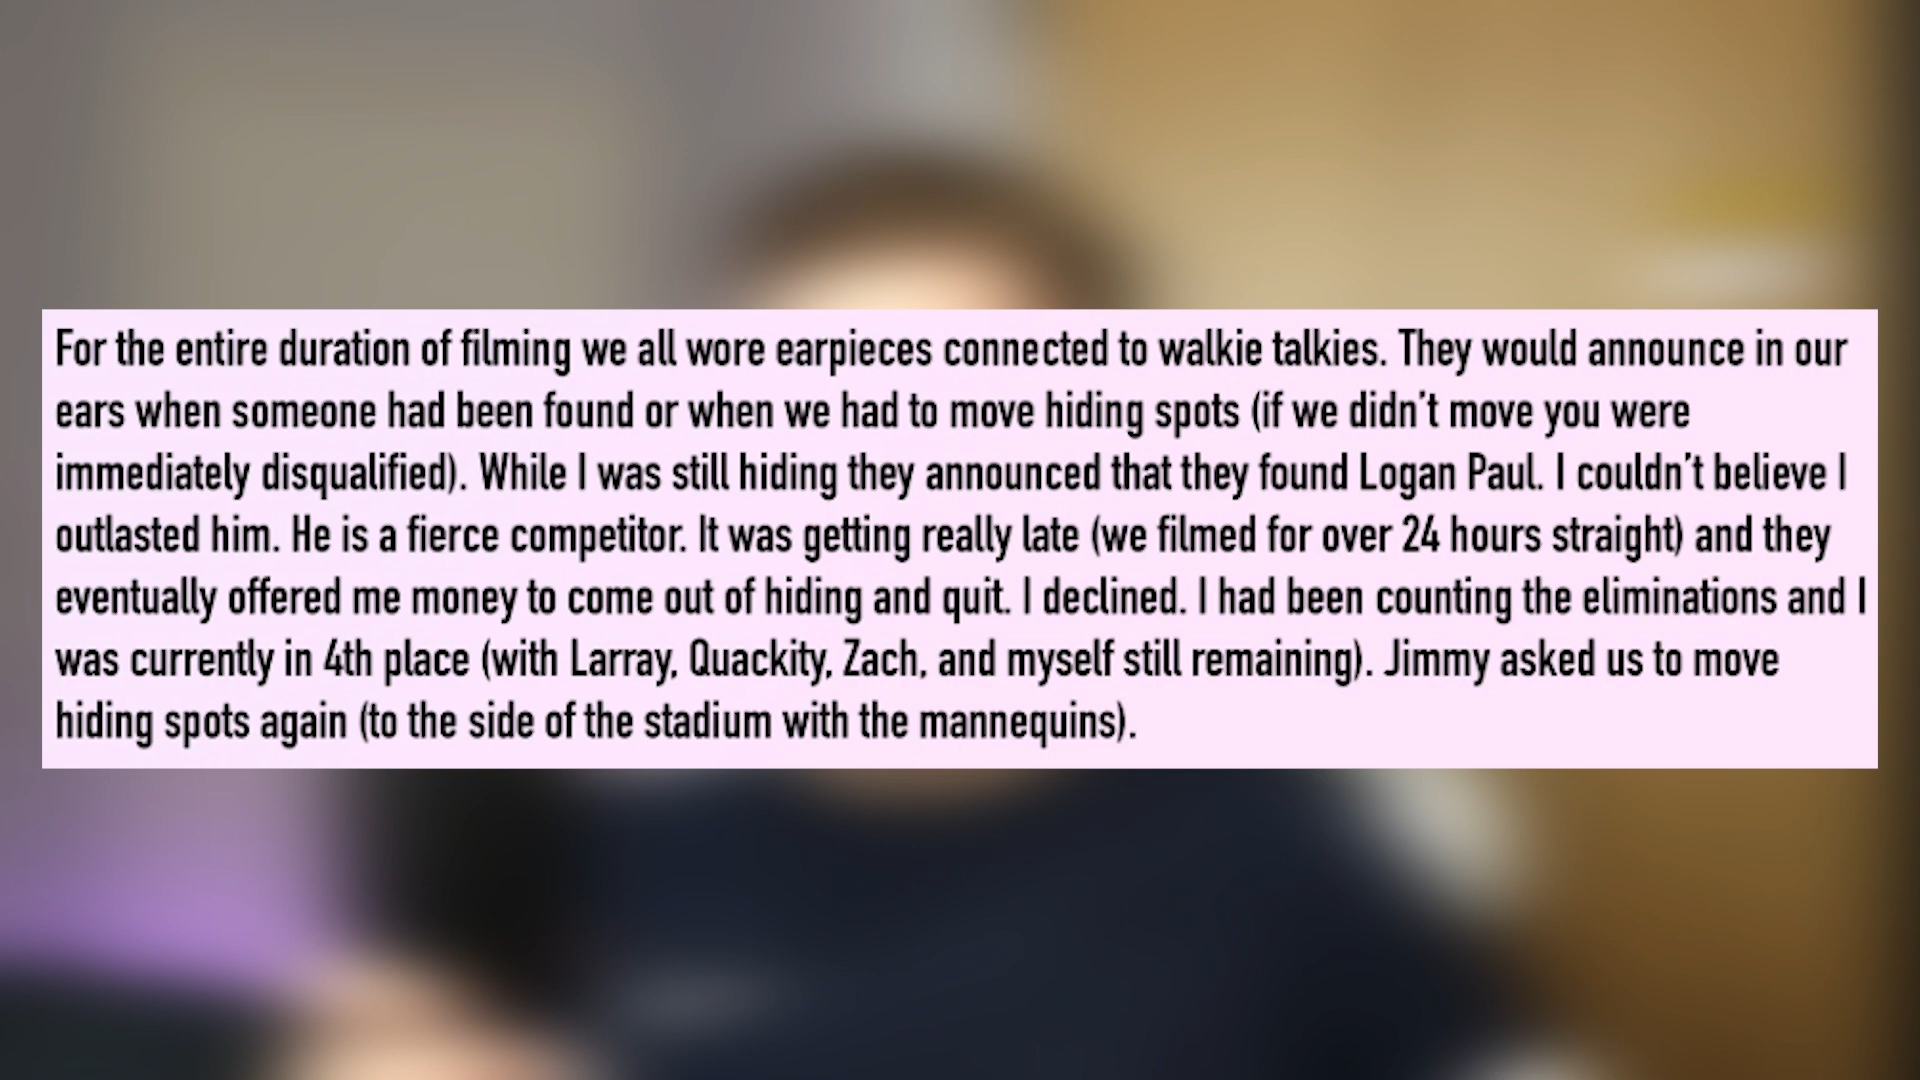 For the entire duration of filming we all wore earpieces connected to walkie talkies. They would announce in our
ears when someone had been found or when we had to move hiding spots (if we didn't move you were
immediately disqualified). While I was still hiding they announced that they found Logan Paul. I couldn't believe I
outlasted him. He is a fierce competitor. It was getting really late (we filmed for over 24 hours straight) and they
eventually offered me money to come out of hiding and quit. I declined. I had been counting the eliminations and I
was currently in 4th place (with Larray, Quackity, Zach, and myself still remaining). Jimmy asked us to move
hiding spots again (to the side of the stadium with the mannequins).